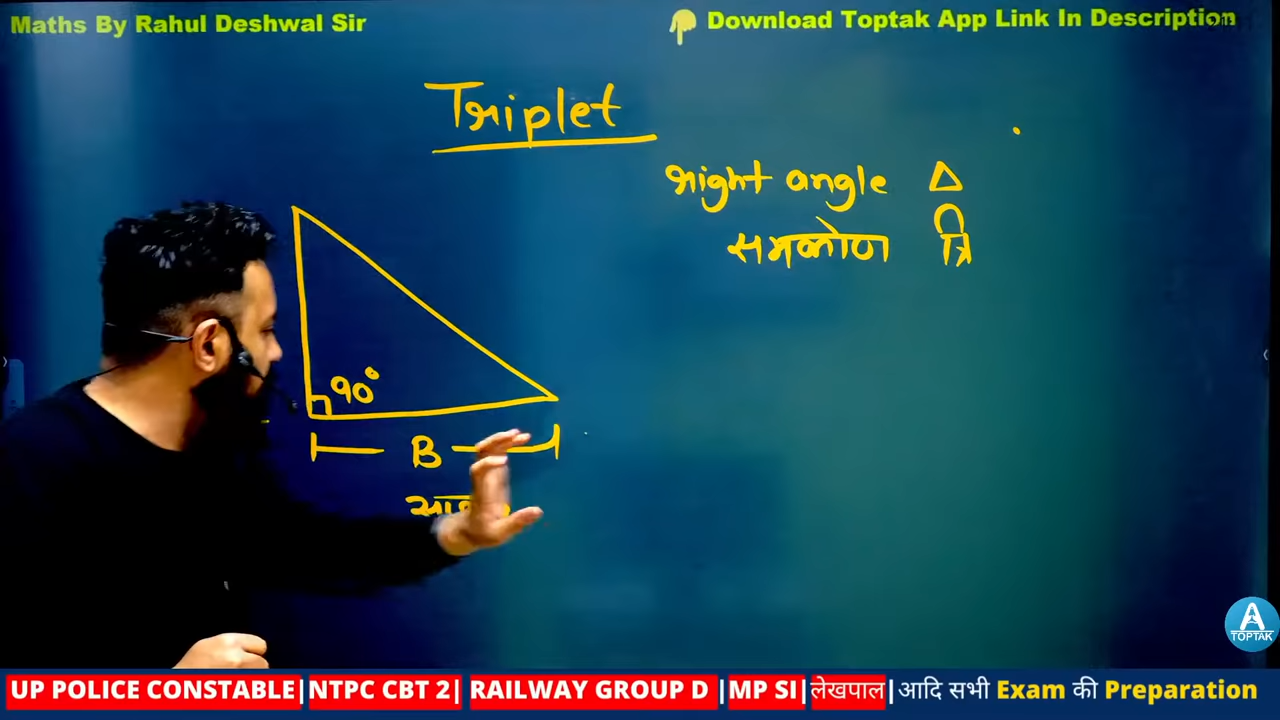 Maths By Rahul Deshwal Sir
Download Toptak App Link In Description
Triplet
right angle Δ
समकोण त्रि
90°
B
A
TOPTAK
UP POLICE CONSTABLE| NTPC CBT 2| RAILWAY GROUP D | MP SI| लेखपाल | आदि सभी Exam की Preparation